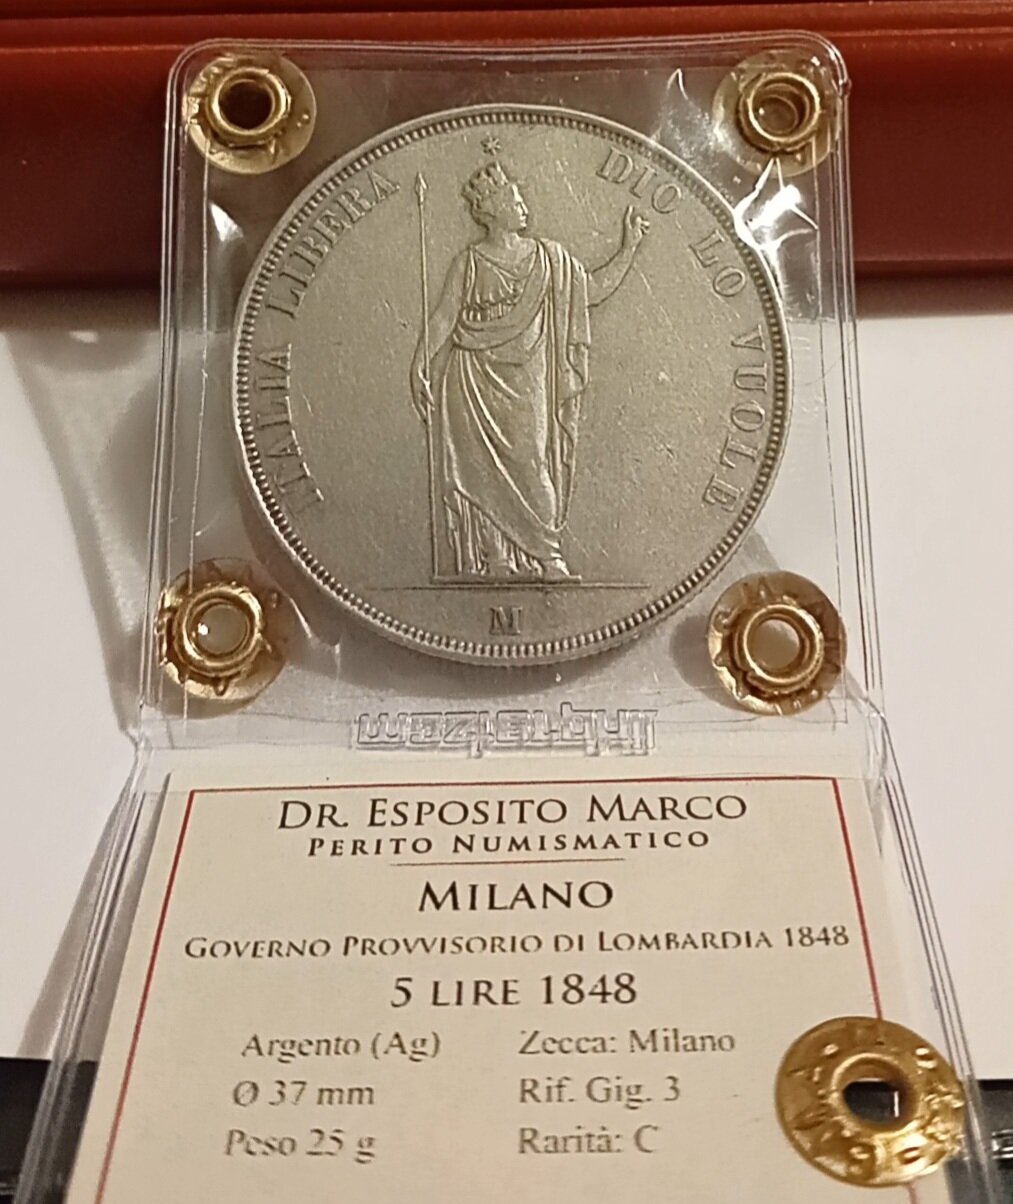 ITALIA LIBERA DIO LO VUOLE
M
DR. ESPOSITO MARCO
PERITO NUMISMATICO
MILANO
GOVERNO PROVVISORIO DI LOMBARDIA 1848
5 LIRE 1848
Argento (Ag) Zecca: Milano
Ø 37 mm Rif. Gig. 3
Peso 25 g Rarità: C